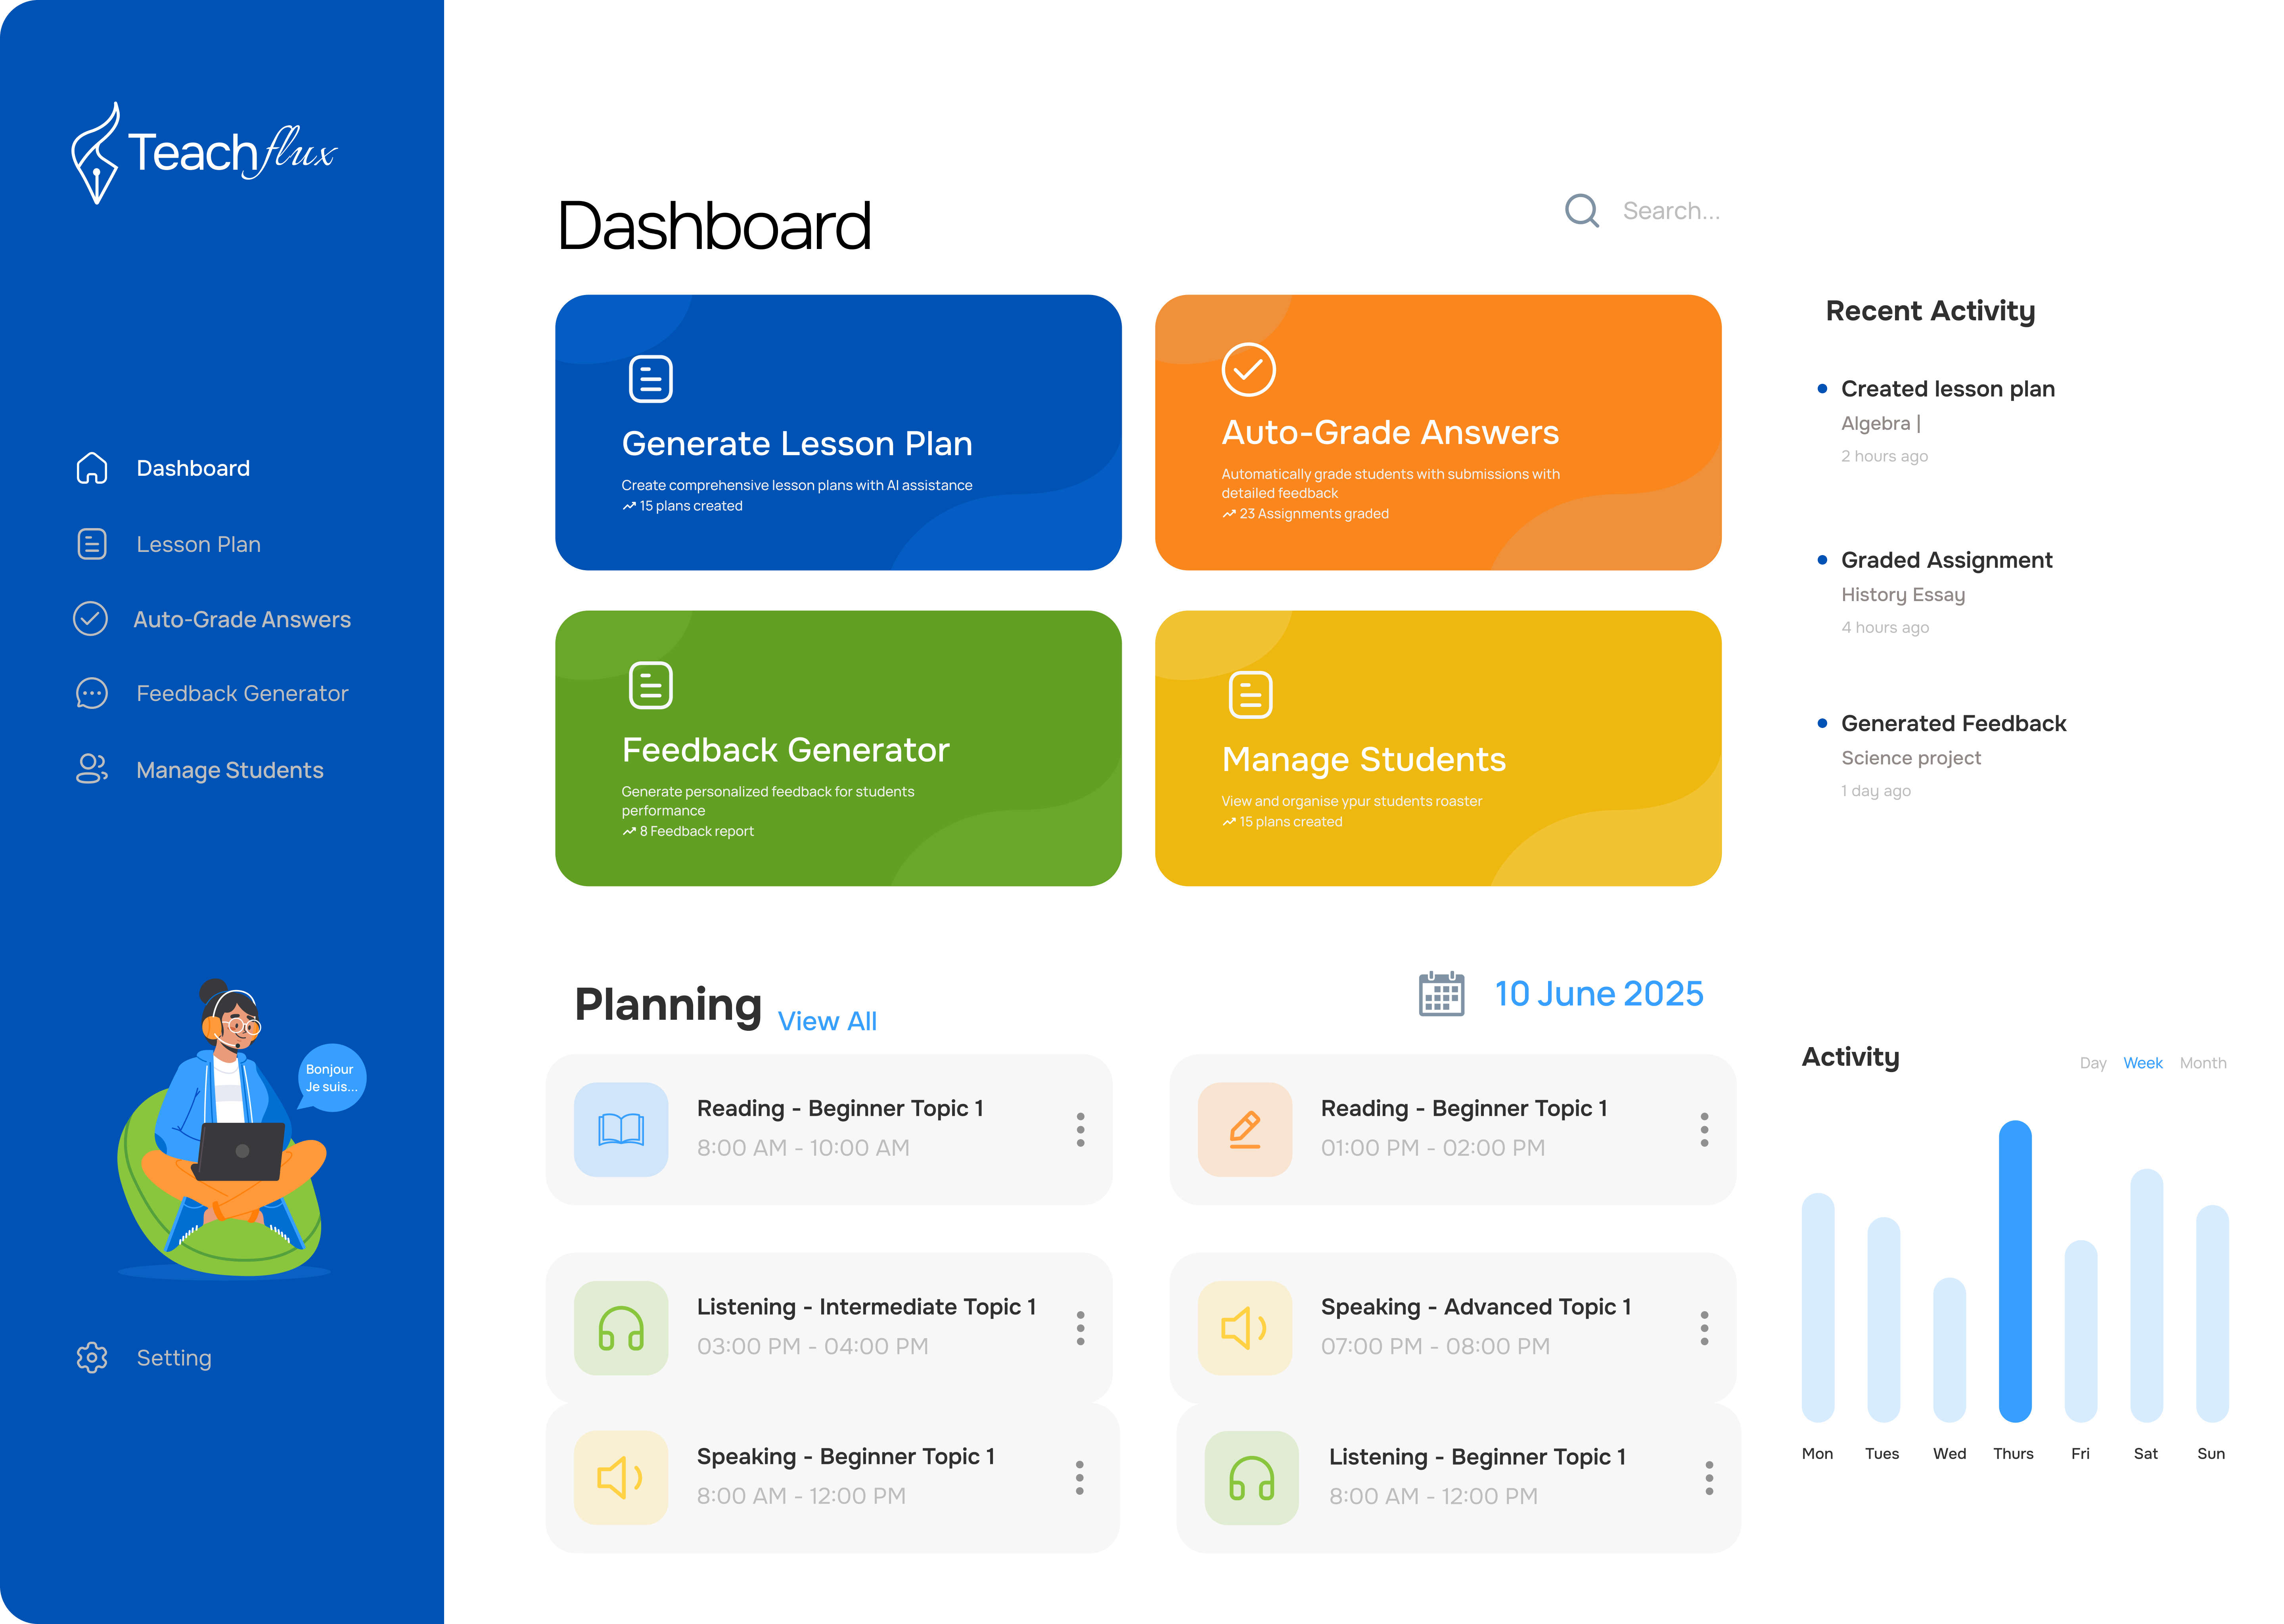 Teachflux
Dashboard
Lesson Plan
Auto-Grade Answers
Feedback Generator
Manage Students
Bonjour
Je suis...
Setting
Dashboard
Search...
Generate Lesson Plan
Create comprehensive lesson plans with AI assistance
15 plans created
Auto-Grade Answers
Automatically grade students with submissions with
detailed feedback
23 Assignments graded
Feedback Generator
Generate personalized feedback for students
performance
8 Feedback report
Manage Students
View and organise ypur students roaster
15 plans created
Recent Activity
Created lesson plan
Algebra |
2 hours ago
Graded Assignment
History Essay
4 hours ago
Generated Feedback
Science project
1 day ago
Planning
View All
10 June 2025
Reading - Beginner Topic 1
8:00 AM - 10:00 AM
Reading - Beginner Topic 1
01:00 PM - 02:00 PM
Listening - Intermediate Topic 1
03:00 PM - 04:00 PM
Speaking - Advanced Topic 1
07:00 PM - 08:00 PM
Speaking - Beginner Topic 1
8:00 AM - 12:00 PM
Listening - Beginner Topic 1
8:00 AM - 12:00 PM
Activity
Day Week Month
Mon Tues Wed Thurs Fri Sat Sun